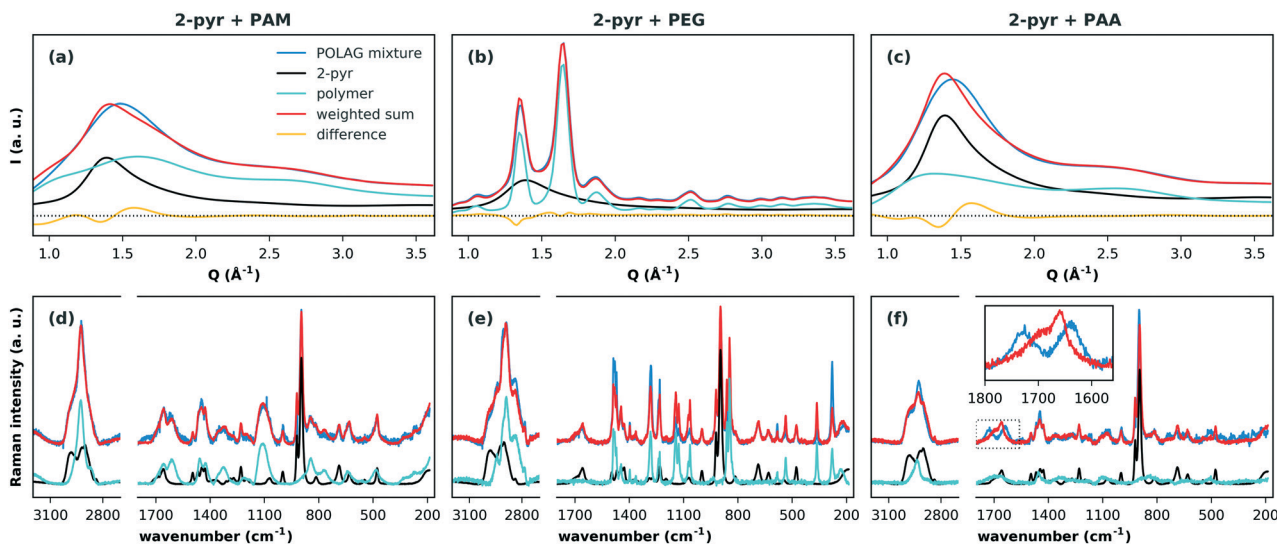 2-pyr + PAM
2-pyr + PEG
2-pyr + PAA
(a)
POLAG mixture
2-pyr
polymer
weighted sum
difference
(b)
(c)
I (a. u.)
1.0 1.5 2.0 2.5 3.0 3.5
1.0 1.5 2.0 2.5 3.0 3.5
1.0 1.5 2.0 2.5 3.0 3.5
Q (Å⁻¹)
Q (Å⁻¹)
Q (Å⁻¹)
(d)
(e)
(f)
1800 1700 1600
Raman intensity (a. u.)
3100 2800 1700 1400 1100 800 500 200
3100 2800 1700 1400 1100 800 500 200
3100 2800 1700 1400 1100 800 500 200
wavenumber (cm⁻¹)
wavenumber (cm⁻¹)
wavenumber (cm⁻¹)